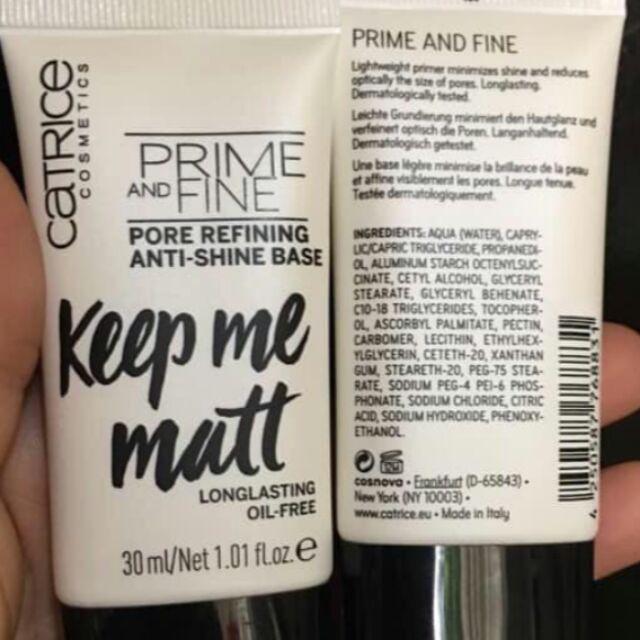 catrice
COSMETICS
PRIME
AND FINE
PORE REFINING
ANTI-SHINE BASE
Keep me
matt
LONGLASTING
OIL-FREE
30 ml/Net 1.01 fl.oz. e
PRIME AND FINE
Lightweight primer minimizes shine and reduces
optically the size of pores. Longlasting.
Dermatologically tested.
Leichte Grundierung minimiert den Hautglanz und
verfeinert optisch die Poren. Langanhaltend.
Dermatologisch getestet.
Une base légère minimise la brillance de la peau
et affine visiblement les pores. Longue tenue.
Testée dermatologiquement.
INGREDIENTS: AQUA (WATER), CAPRY-
LIC/CAPRIC TRIGLYCERIDE, PROPANEDI-
OL, ALUMINUM STARCH OCTENYLSUC-
CINATE, CETYL ALCOHOL, GLYCERYL
STEARATE, GLYCERYL BEHENATE,
C10-18 TRIGLYCERIDES, TOCOPHER-
OL, ASCORBYL PALMITATE, PECTIN,
CARBOMER, LECITHIN, ETHYLHEX-
YLGLYCERIN, CETETH-20, XANTHAN
GUM, STEARETH-20, PEG-75 STEA-
RATE, SODIUM PEG-4 PEI-6 PHOS-
PHONATE, SODIUM CHLORIDE, CITRIC
ACID, SODIUM HYDROXIDE, PHENOXY-
ETHANOL.
12M
cosnova • Frankfurt (D-65843) •
New York (NY 10003) •
www.catrice.eu • Made in Italy